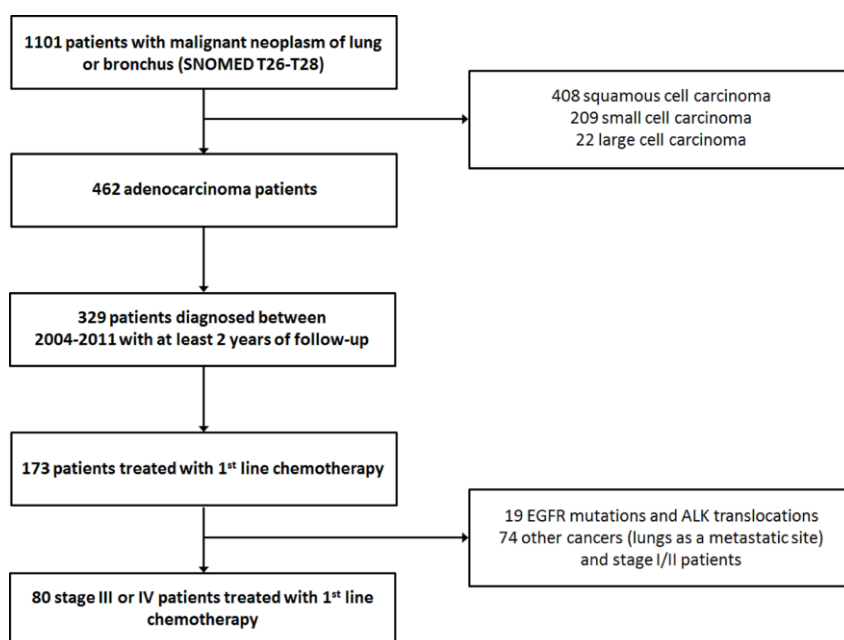 1101 patients with malignant neoplasm of lung
or bronchus (SNOMED T26-T28)
408 squamous cell carcinoma
209 small cell carcinoma
22 large cell carcinoma
462 adenocarcinoma patients
329 patients diagnosed between
2004-2011 with at least 2 years of follow-up
173 patients treated with 1st line chemotherapy
19 EGFR mutations and ALK translocations
74 other cancers (lungs as a metastatic site)
and stage I/II patients
80 stage III or IV patients treated with 1st line
chemotherapy